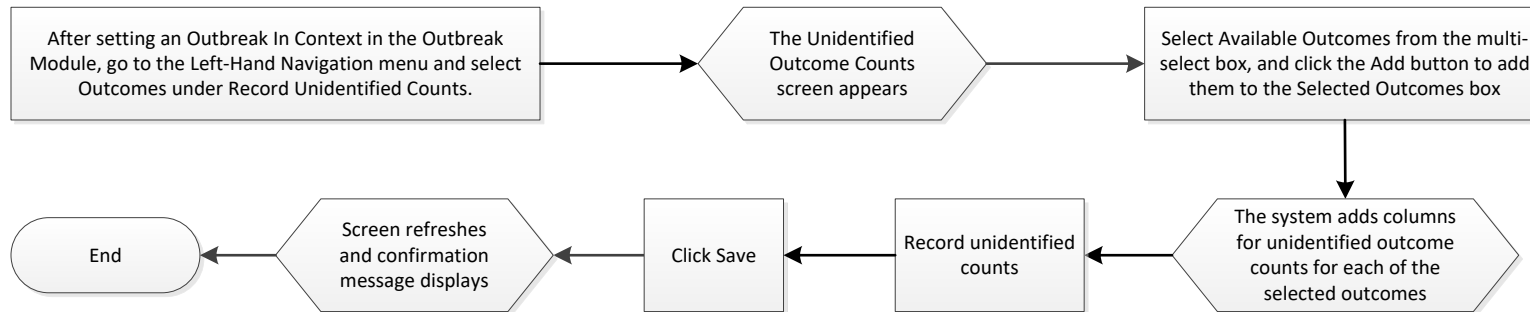 After setting an Outbreak In Context in the Outbreak
Module, go to the Left-Hand Navigation menu and select
Outcomes under Record Unidentified Counts.
The Unidentified
Outcome Counts
screen appears
Select Available Outcomes from the multi-
select box, and click the Add button to add
them to the Selected Outcomes box
The system adds columns
for unidentified outcome
counts for each of the
selected outcomes
Record unidentified
counts
Click Save
Screen refreshes
and confirmation
message displays
End